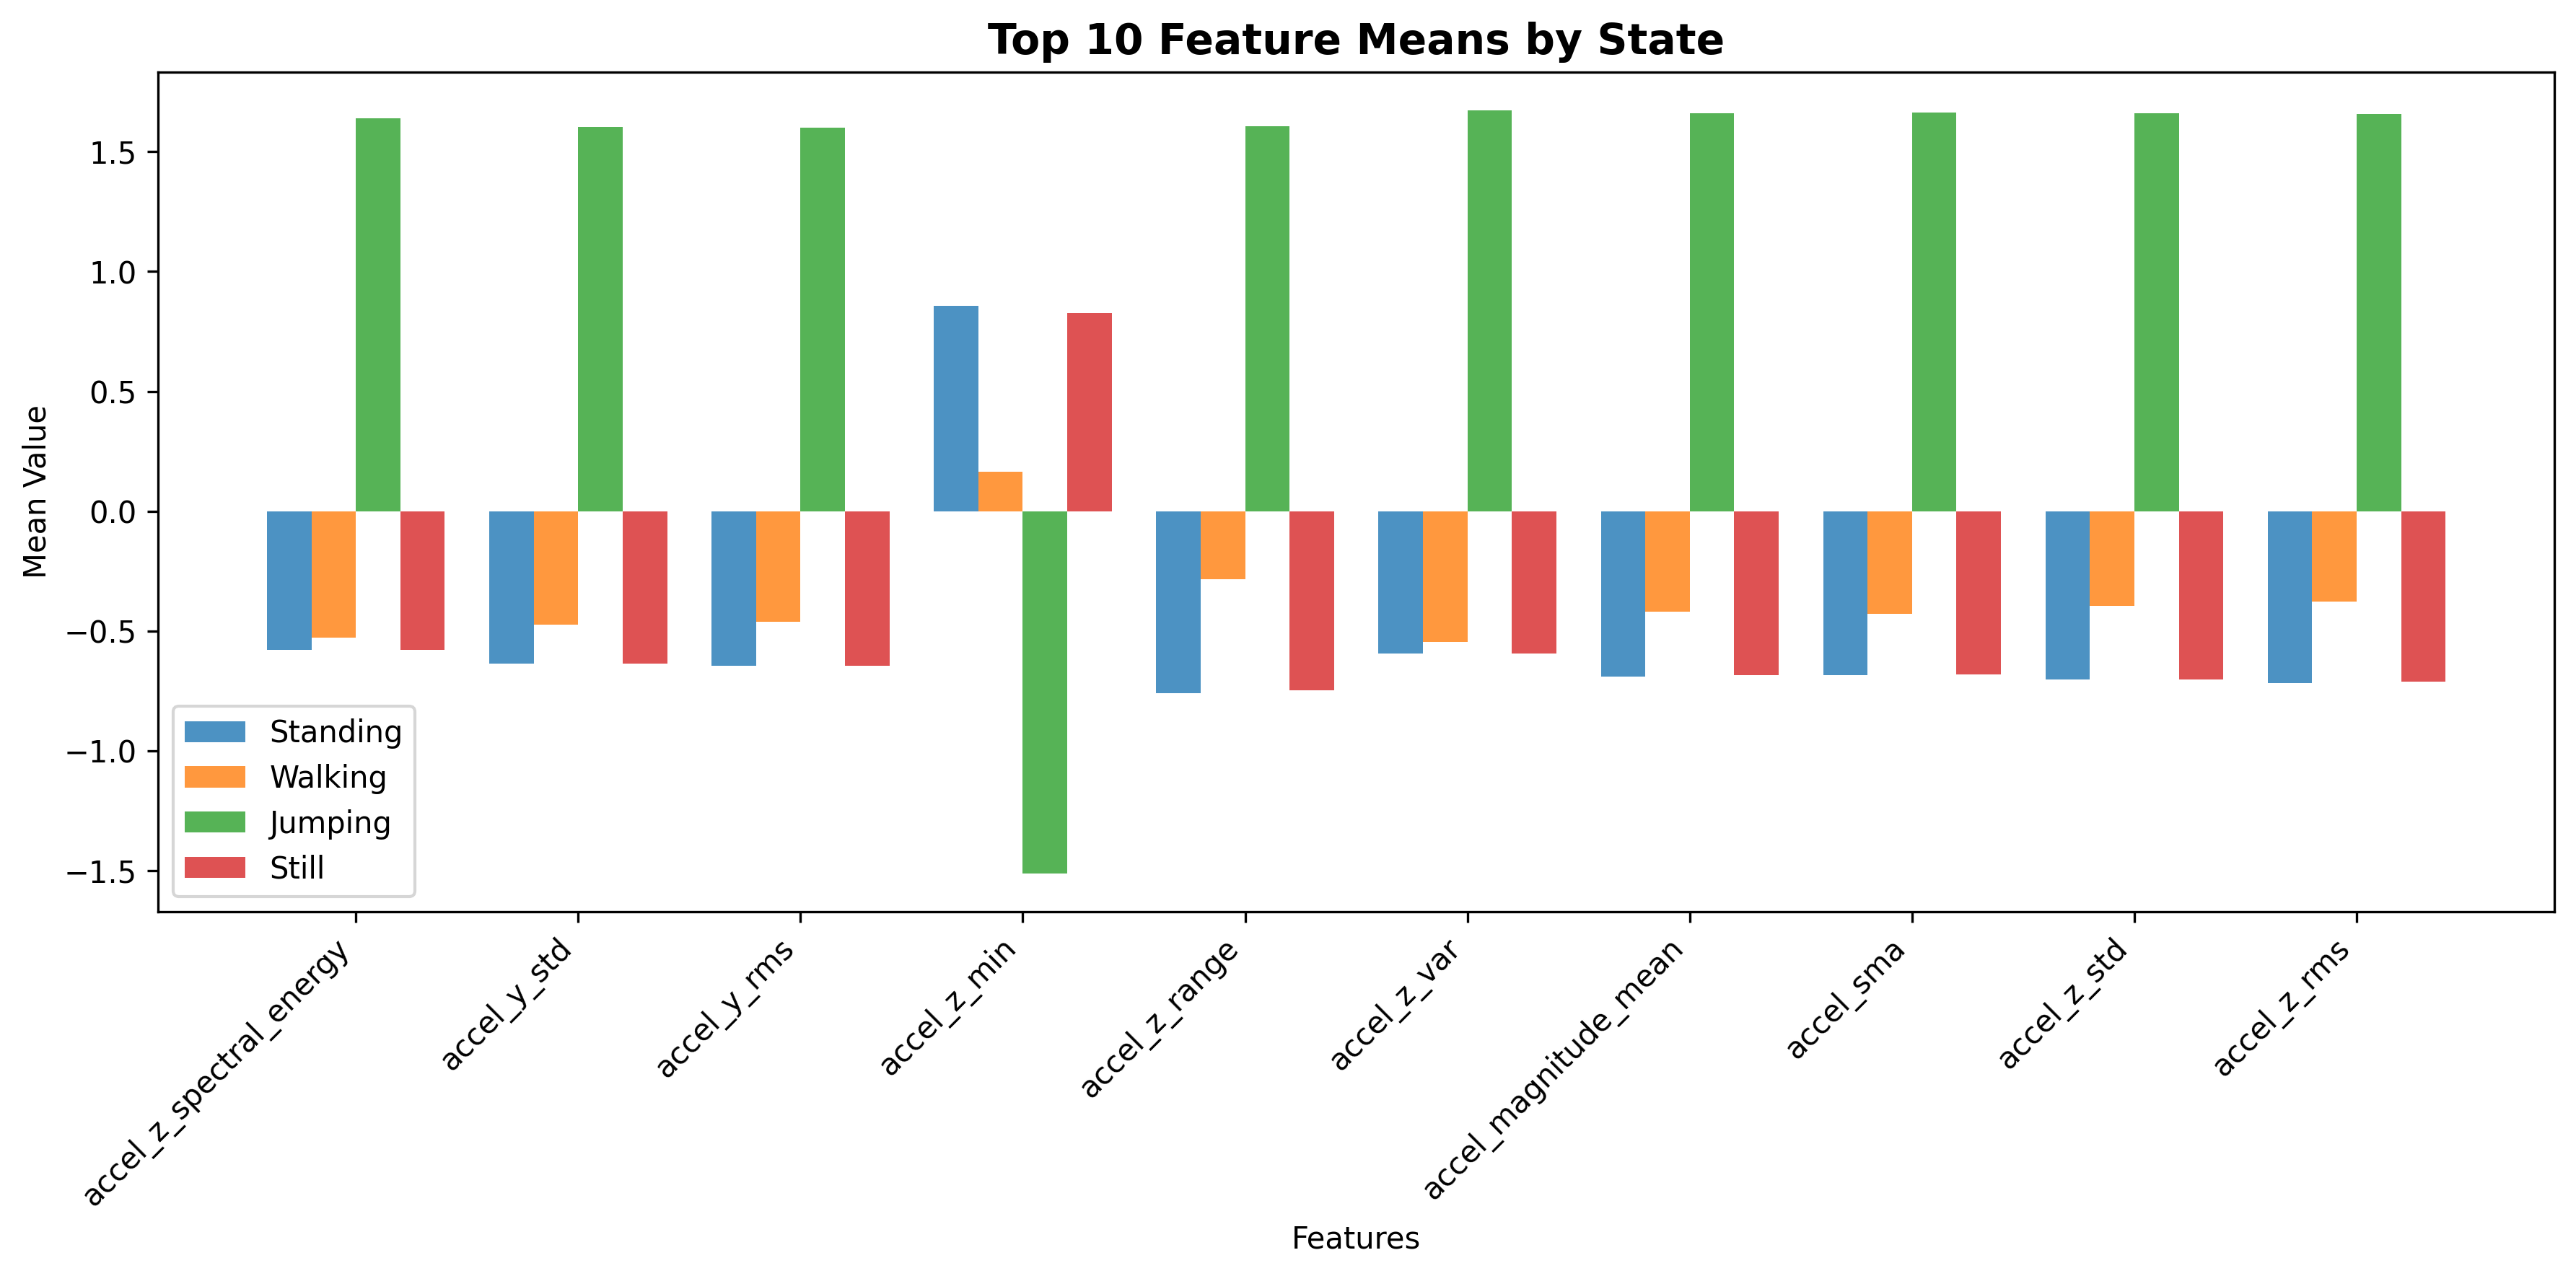 Top 10 Feature Means by State
Mean Value
1.5
1.0
0.5
0.0
−0.5
−1.0
−1.5
Standing
Walking
Jumping
Still
accel_z_spectral_energy
accel_y_std
accel_y_rms
accel_z_min
accel_z_range
accel_z_var
accel_magnitude_mean
accel_sma
accel_z_std
accel_z_rms
Features